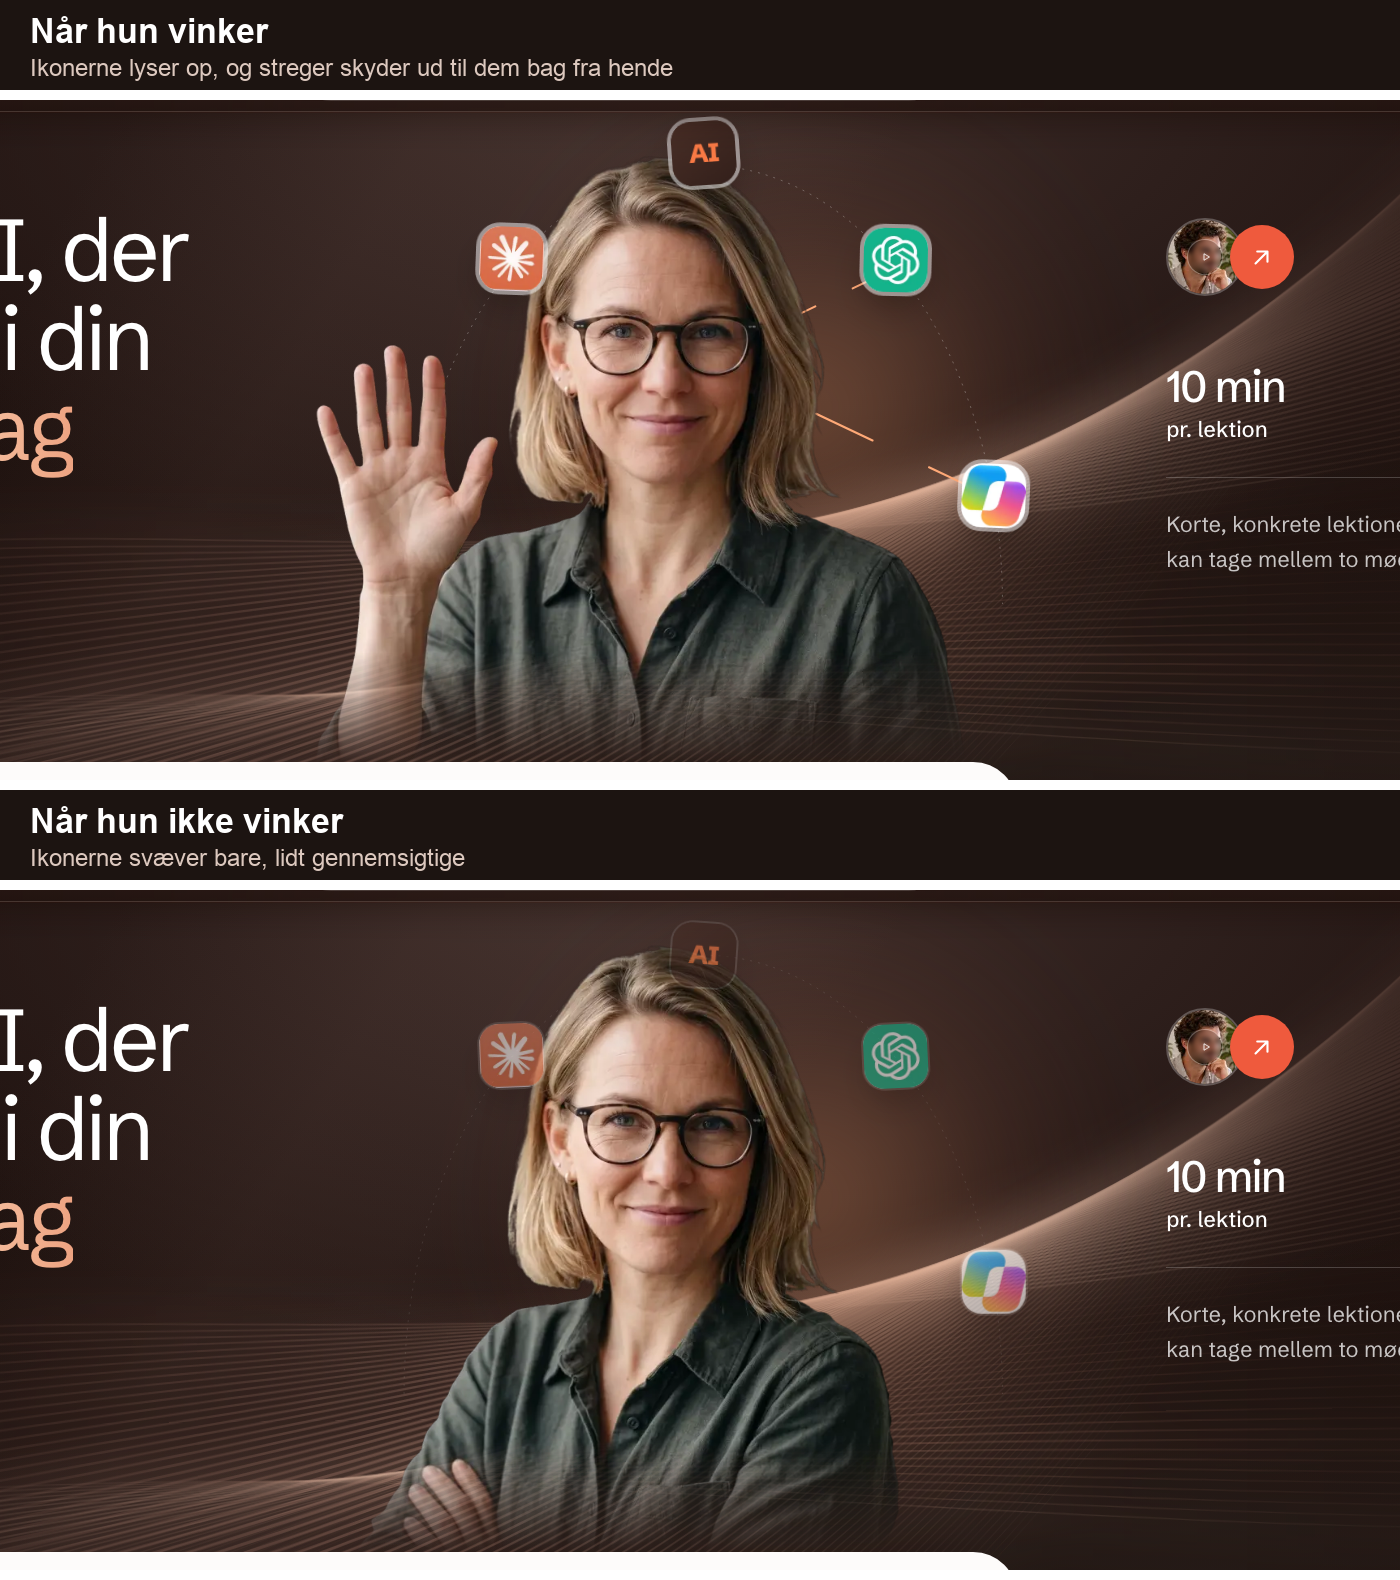 Når hun vinker
Ikonerne lyser op, og streger skyder ud til dem bag fra hende
AI
I, der
i din
ag
10 min
pr. lektion
Korte, konkrete lektione
kan tage mellem to mø
Når hun ikke vinker
Ikonerne svæver bare, lidt gennemsigtige
AI
I, der
i din
ag
10 min
pr. lektion
Korte, konkrete lektione
kan tage mellem to mø